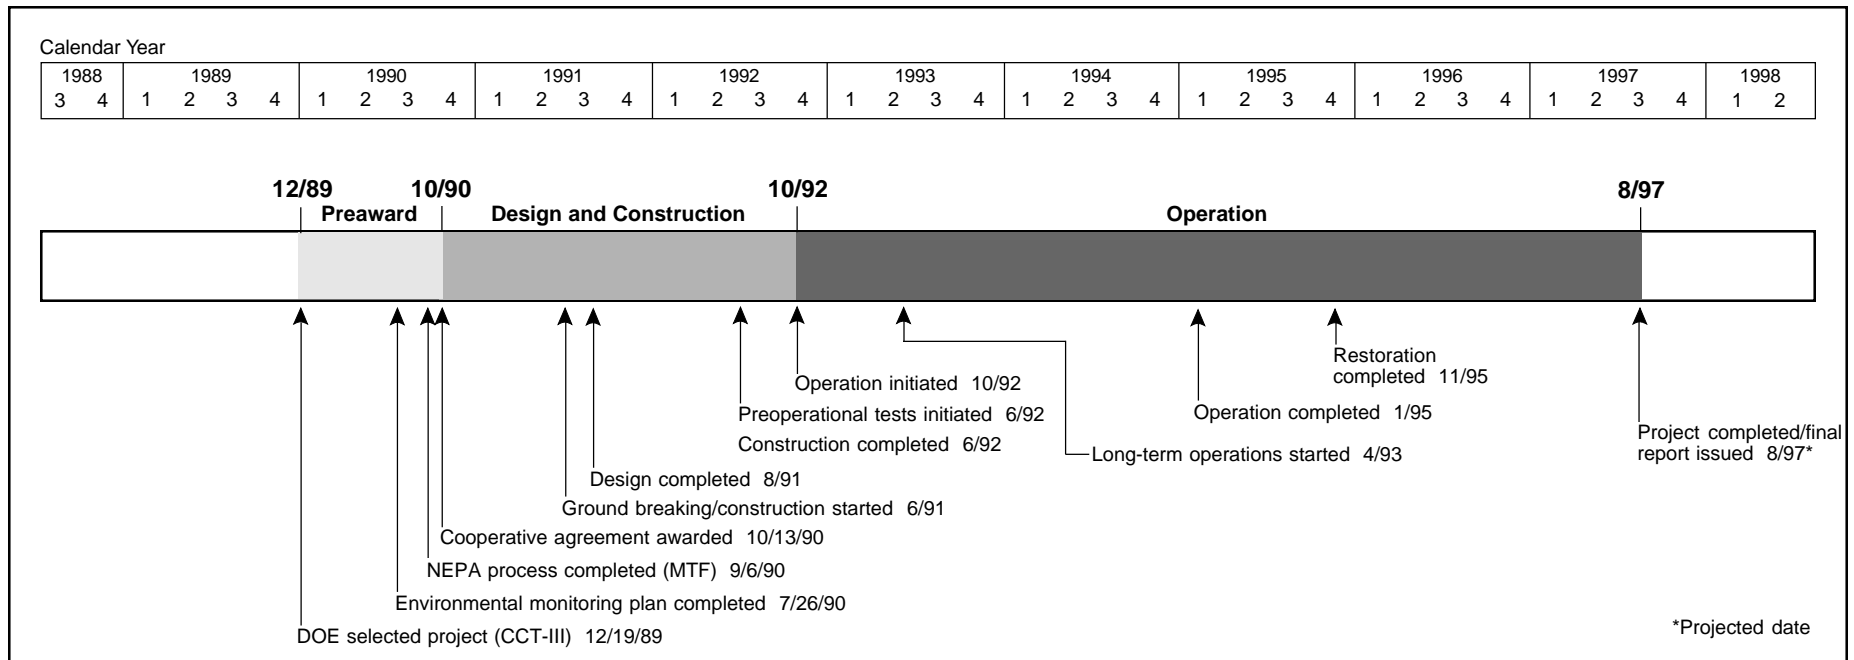 Calendar Year
1988 1989 1990 1991 1992 1993 1994 1995 1996 1997 1998
3 4 1 2 3 4 1 2 3 4 1 2 3 4 1 2 3 4 1 2 3 4 1 2 3 4 1 2 3 4 1 2 3 4 1 2 3 4 1 2
12/89 10/90 10/92 8/97
Preaward Design and Construction Operation
Restoration
completed 11/95
Operation initiated 10/92
Preoperational tests initiated 6/92
Operation completed 1/95
Construction completed 6/92
Project completed/final
report issued 8/97*
Long-term operations started 4/93
Design completed 8/91
Ground breaking/construction started 6/91
Cooperative agreement awarded 10/13/90
NEPA process completed (MTF) 9/6/90
Environmental monitoring plan completed 7/26/90
DOE selected project (CCT-III) 12/19/89
*Projected date